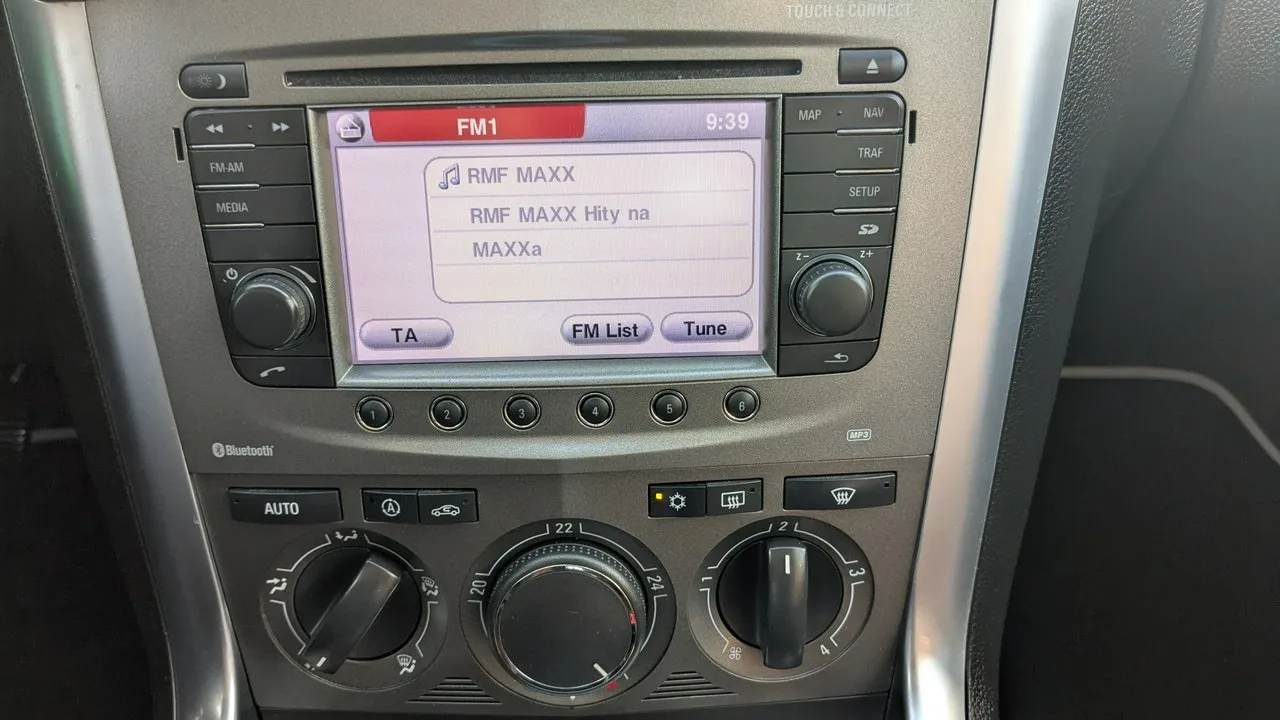 TOUCH & CONNECT
FM1
9:39
MAP
NAV
FM-AM
RMF MAXX
TRAF
MEDIA
RMF MAXX Hity na
SETUP
MAXXa
Z-
Z+
TA
FM List
Tune
1
2
3
4
5
6
Bluetooth
MP3
AUTO
A
20
22
24
1
2
3
4